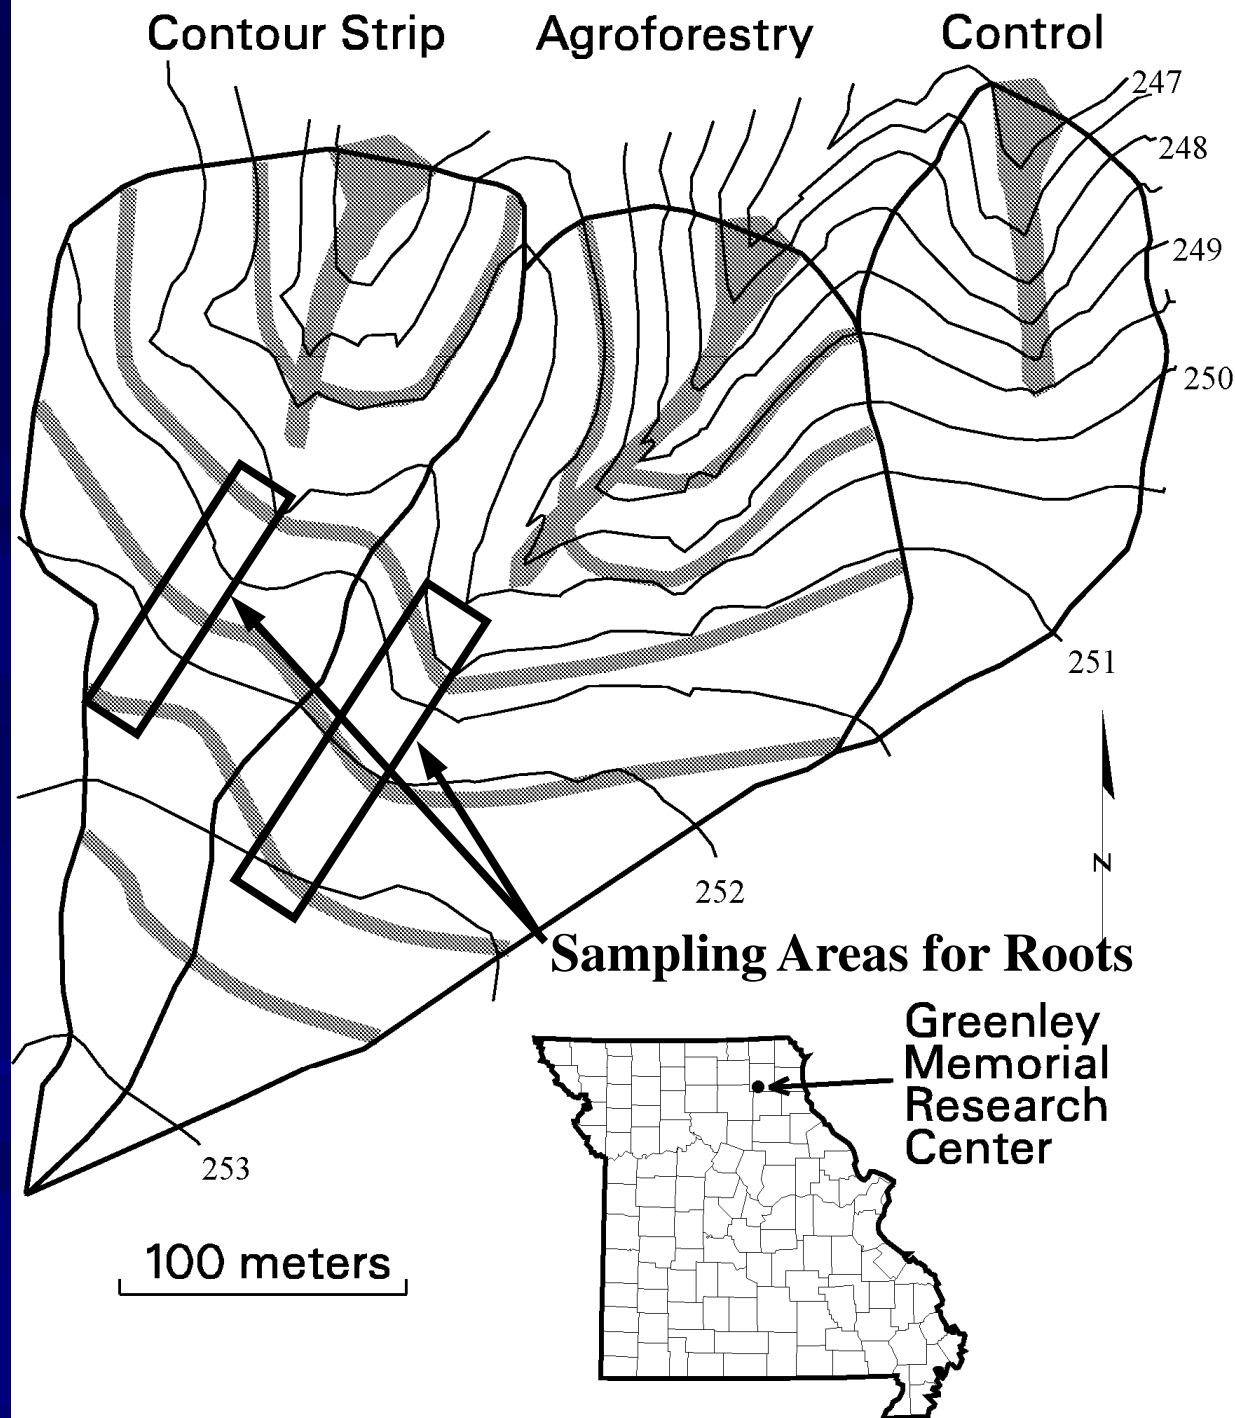 Contour Strip
Agroforestry
Control
247
248
249
250
251
252
253
N
Sampling Areas for Roots
Greenley
Memorial
Research
Center
100 meters